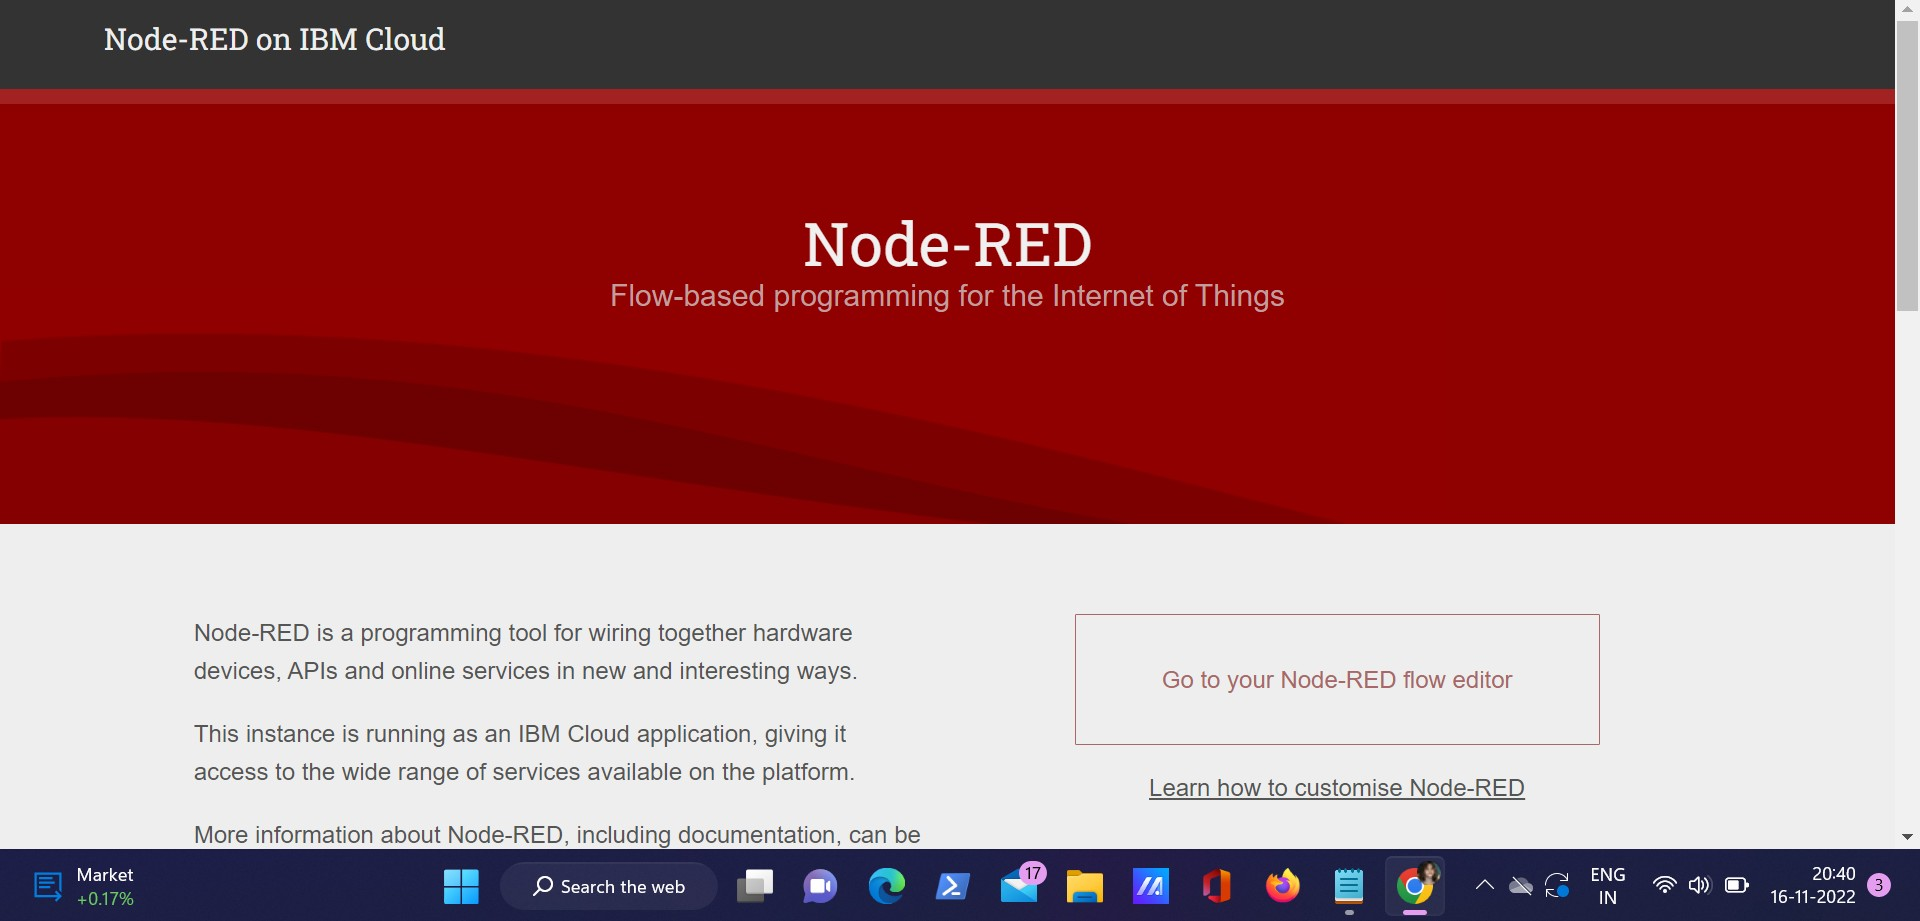 Node-RED on IBM Cloud
Node-RED
Flow-based programming for the Internet of Things
Node-RED is a programming tool for wiring together hardware
devices, APIs and online services in new and interesting ways.
This instance is running as an IBM Cloud application, giving it
access to the wide range of services available on the platform.
More information about Node-RED, including documentation, can be
Go to your Node-RED flow editor
Learn how to customise Node-RED
Market
+0.17%
Search the web
17
ENG
IN
20:40
16-11-2022
3